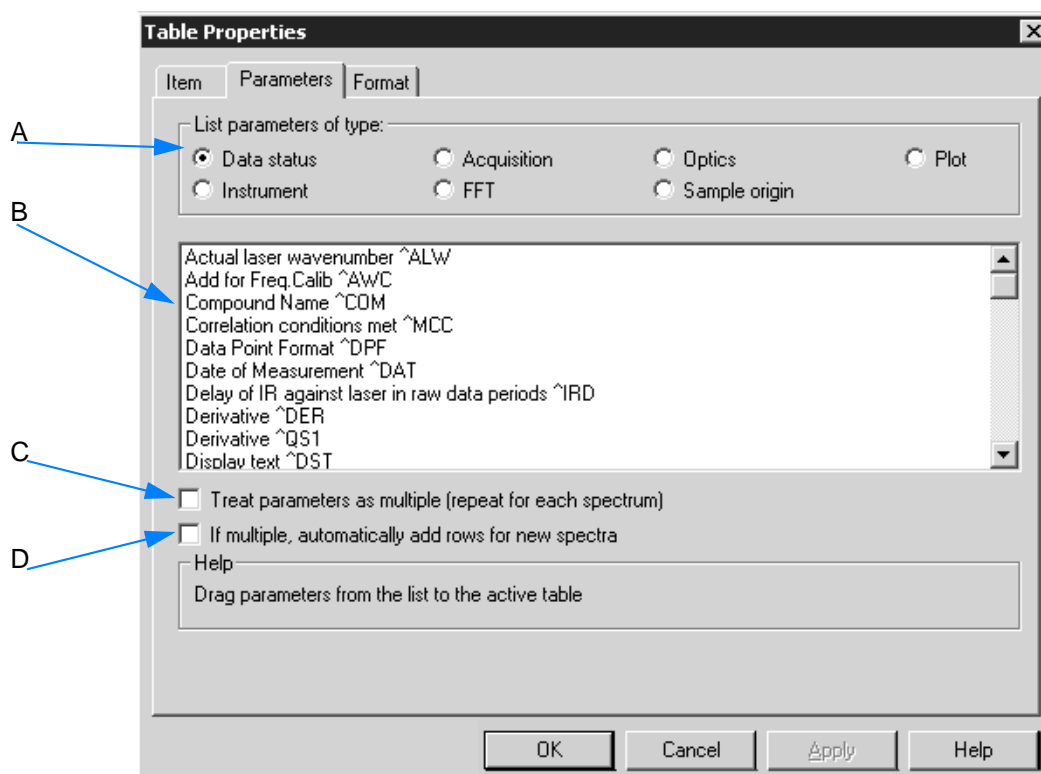 Table Properties
Item Parameters Format
A
List parameters of type:
Data status Acquisition Optics Plot
Instrument FFT Sample origin
B
Actual laser wavenumber ^ALW
Add for Freq.Calib ^AWC
Compound Name ^COM
Correlation conditions met ^MCC
Data Point Format ^DPF
Date of Measurement ^DAT
Delay of IR against laser in raw data periods ^IRD
Derivative ^DER
Derivative ^QS1
Display text ^DST
C
Treat parameters as multiple (repeat for each spectrum)
D
If multiple, automatically add rows for new spectra
Help
Drag parameters from the list to the active table
OK Cancel Apply Help